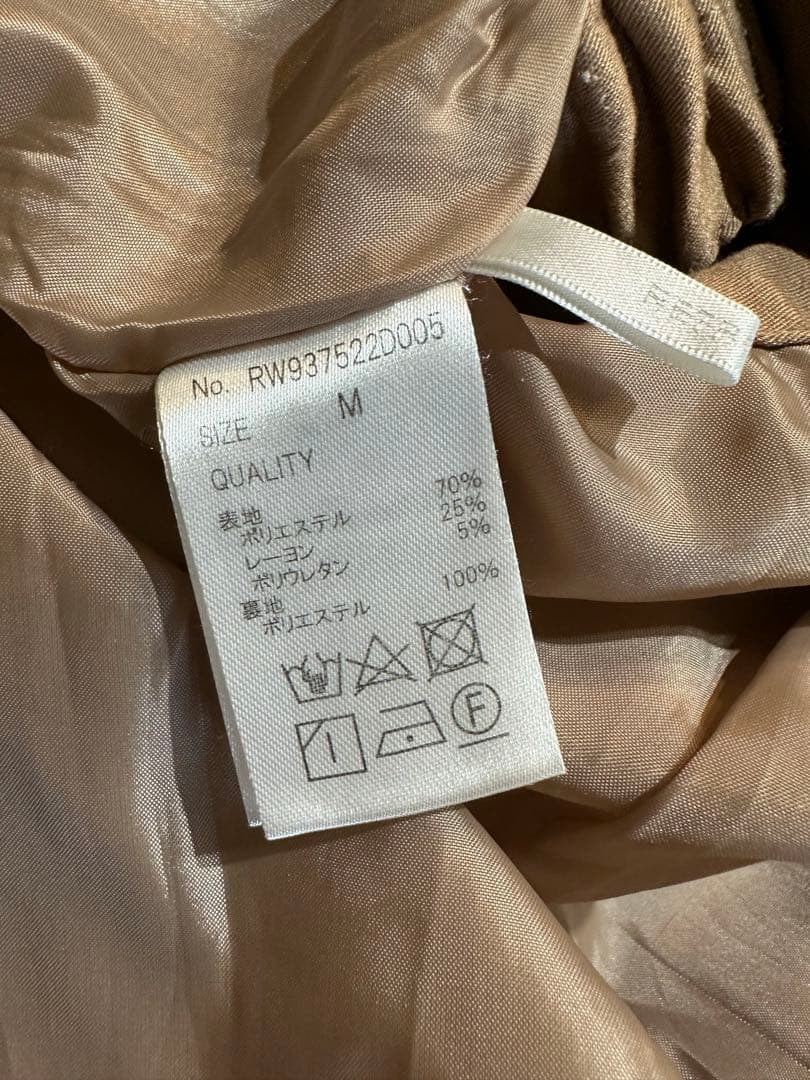 No. RW937522D005
SIZE M
QUALITY
表地
ポリエステル 70%
レーヨン 25%
ポリウレタン 5%
裏地
ポリエステル 100%
F